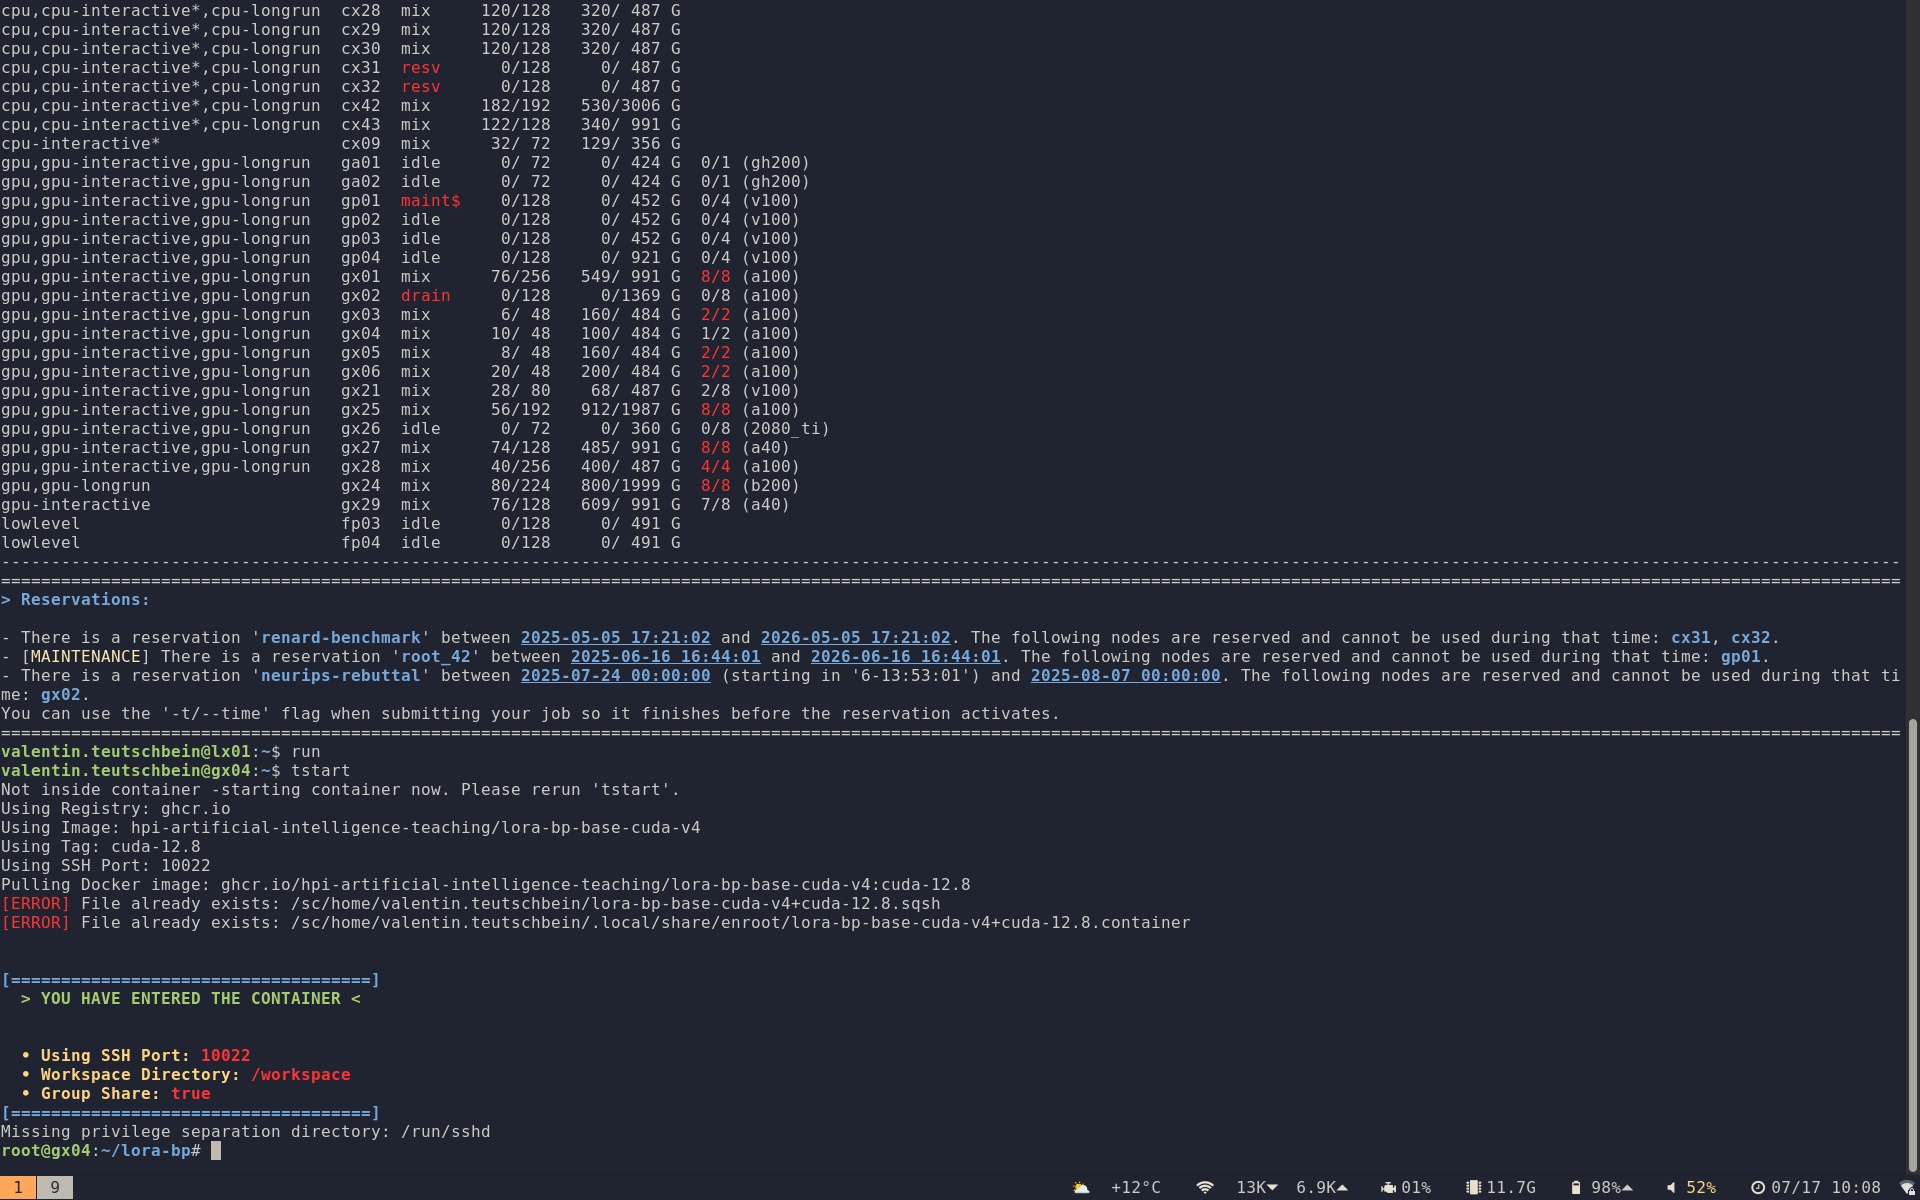 cpu,cpu-interactive*,cpu-longrun  cx28  mix     120/128   320/ 487 G
cpu,cpu-interactive*,cpu-longrun  cx29  mix     120/128   320/ 487 G
cpu,cpu-interactive*,cpu-longrun  cx30  mix     120/128   320/ 487 G
cpu,cpu-interactive*,cpu-longrun  cx31  resv      0/128     0/ 487 G
cpu,cpu-interactive*,cpu-longrun  cx32  resv      0/128     0/ 487 G
cpu,cpu-interactive*,cpu-longrun  cx42  mix     182/192   530/3006 G
cpu,cpu-interactive*,cpu-longrun  cx43  mix     122/128   340/ 991 G
cpu-interactive*                  cx09  mix      32/ 72   129/ 356 G
gpu,gpu-interactive,gpu-longrun   ga01  idle      0/ 72     0/ 424 G  0/1 (gh200)
gpu,gpu-interactive,gpu-longrun   ga02  idle      0/ 72     0/ 424 G  0/1 (gh200)
gpu,gpu-interactive,gpu-longrun   gp01  maint$    0/128     0/ 452 G  0/4 (v100)
gpu,gpu-interactive,gpu-longrun   gp02  idle      0/128     0/ 452 G  0/4 (v100)
gpu,gpu-interactive,gpu-longrun   gp03  idle      0/128     0/ 452 G  0/4 (v100)
gpu,gpu-interactive,gpu-longrun   gp04  idle      0/128     0/ 921 G  0/4 (v100)
gpu,gpu-interactive,gpu-longrun   gx01  mix      76/256   549/ 991 G  8/8 (a100)
gpu,gpu-interactive,gpu-longrun   gx02  drain     0/128     0/1369 G  0/8 (a100)
gpu,gpu-interactive,gpu-longrun   gx03  mix       6/ 48   160/ 484 G  2/2 (a100)
gpu,gpu-interactive,gpu-longrun   gx04  mix      10/ 48   100/ 484 G  1/2 (a100)
gpu,gpu-interactive,gpu-longrun   gx05  mix       8/ 48   160/ 484 G  2/2 (a100)
gpu,gpu-interactive,gpu-longrun   gx06  mix      20/ 48   200/ 484 G  2/2 (a100)
gpu,gpu-interactive,gpu-longrun   gx21  mix      28/ 80    68/ 487 G  2/8 (v100)
gpu,gpu-interactive,gpu-longrun   gx25  mix      56/192   912/1987 G  8/8 (a100)
gpu,gpu-interactive,gpu-longrun   gx26  idle      0/ 72     0/ 360 G  0/8 (2080_ti)
gpu,gpu-interactive,gpu-longrun   gx27  mix      74/128   485/ 991 G  8/8 (a40)
gpu,gpu-interactive,gpu-longrun   gx28  mix      40/256   400/ 487 G  4/4 (a100)
gpu,gpu-longrun                   gx24  mix      80/224   800/1999 G  8/8 (b200)
gpu-interactive                   gx29  mix      76/128   609/ 991 G  7/8 (a40)
lowlevel                          fp03  idle      0/128     0/ 491 G
lowlevel                          fp04  idle      0/128     0/ 491 G
----------------------------------------------------------------------------------------------------------------------------------------------------------------------------------------------
==============================================================================================================================================================================================
> Reservations:
- There is a reservation 'renard-benchmark' between 2025-05-05 17:21:02 and 2026-05-05 17:21:02. The following nodes are reserved and cannot be used during that time: cx31, cx32.
- [MAINTENANCE] There is a reservation 'root_42' between 2025-06-16 16:44:01 and 2026-06-16 16:44:01. The following nodes are reserved and cannot be used during that time: gp01.
- There is a reservation 'neurips-rebuttal' between 2025-07-24 00:00:00 (starting in '6-13:53:01') and 2025-08-07 00:00:00. The following nodes are reserved and cannot be used during that ti
me: gx02.
You can use the '-t/--time' flag when submitting your job so it finishes before the reservation activates.
==============================================================================================================================================================================================
valentin.teutschbein@lx01:~$ run
valentin.teutschbein@gx04:~$ tstart
Not inside container -starting container now. Please rerun 'tstart'.
Using Registry: ghcr.io
Using Image: hpi-artificial-intelligence-teaching/lora-bp-base-cuda-v4
Using Tag: cuda-12.8
Using SSH Port: 10022
Pulling Docker image: ghcr.io/hpi-artificial-intelligence-teaching/lora-bp-base-cuda-v4:cuda-12.8
[ERROR] File already exists: /sc/home/valentin.teutschbein/lora-bp-base-cuda-v4+cuda-12.8.sqsh
[ERROR] File already exists: /sc/home/valentin.teutschbein/.local/share/enroot/lora-bp-base-cuda-v4+cuda-12.8.container
[====================================]
  > YOU HAVE ENTERED THE CONTAINER <
  • Using SSH Port: 10022
  • Workspace Directory: /workspace
  • Group Share: true
[====================================]
Missing privilege separation directory: /run/sshd
root@gx04:~/lora-bp#
1 9 +12°C 13K 6.9K 01% 11.7G 98% 52% 07/17 10:08